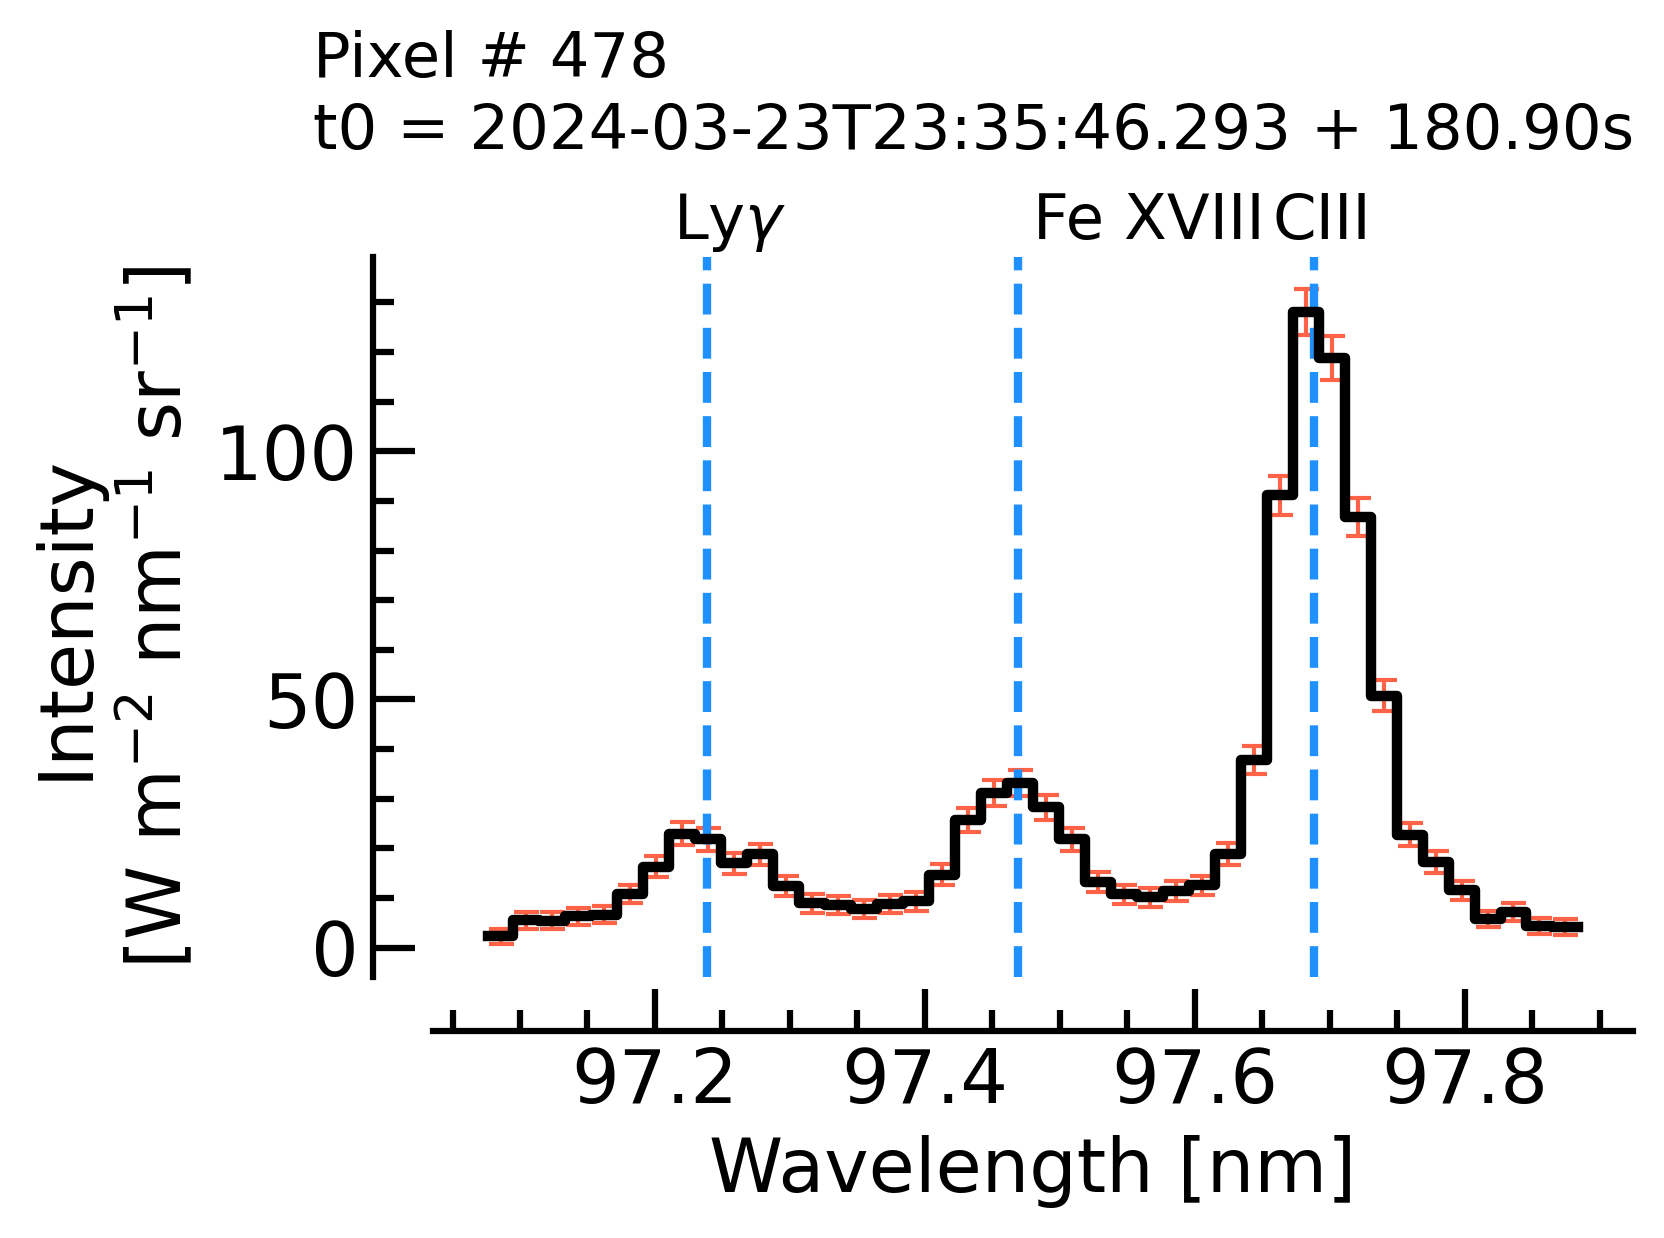 Pixel # 478
t0 = 2024-03-23T23:35:46.293 + 180.90s
Lyγ Fe XVIII CIII
Intensity
[W m⁻² nm⁻¹ sr⁻¹]
100
50
0
97.2 97.4 97.6 97.8
Wavelength [nm]